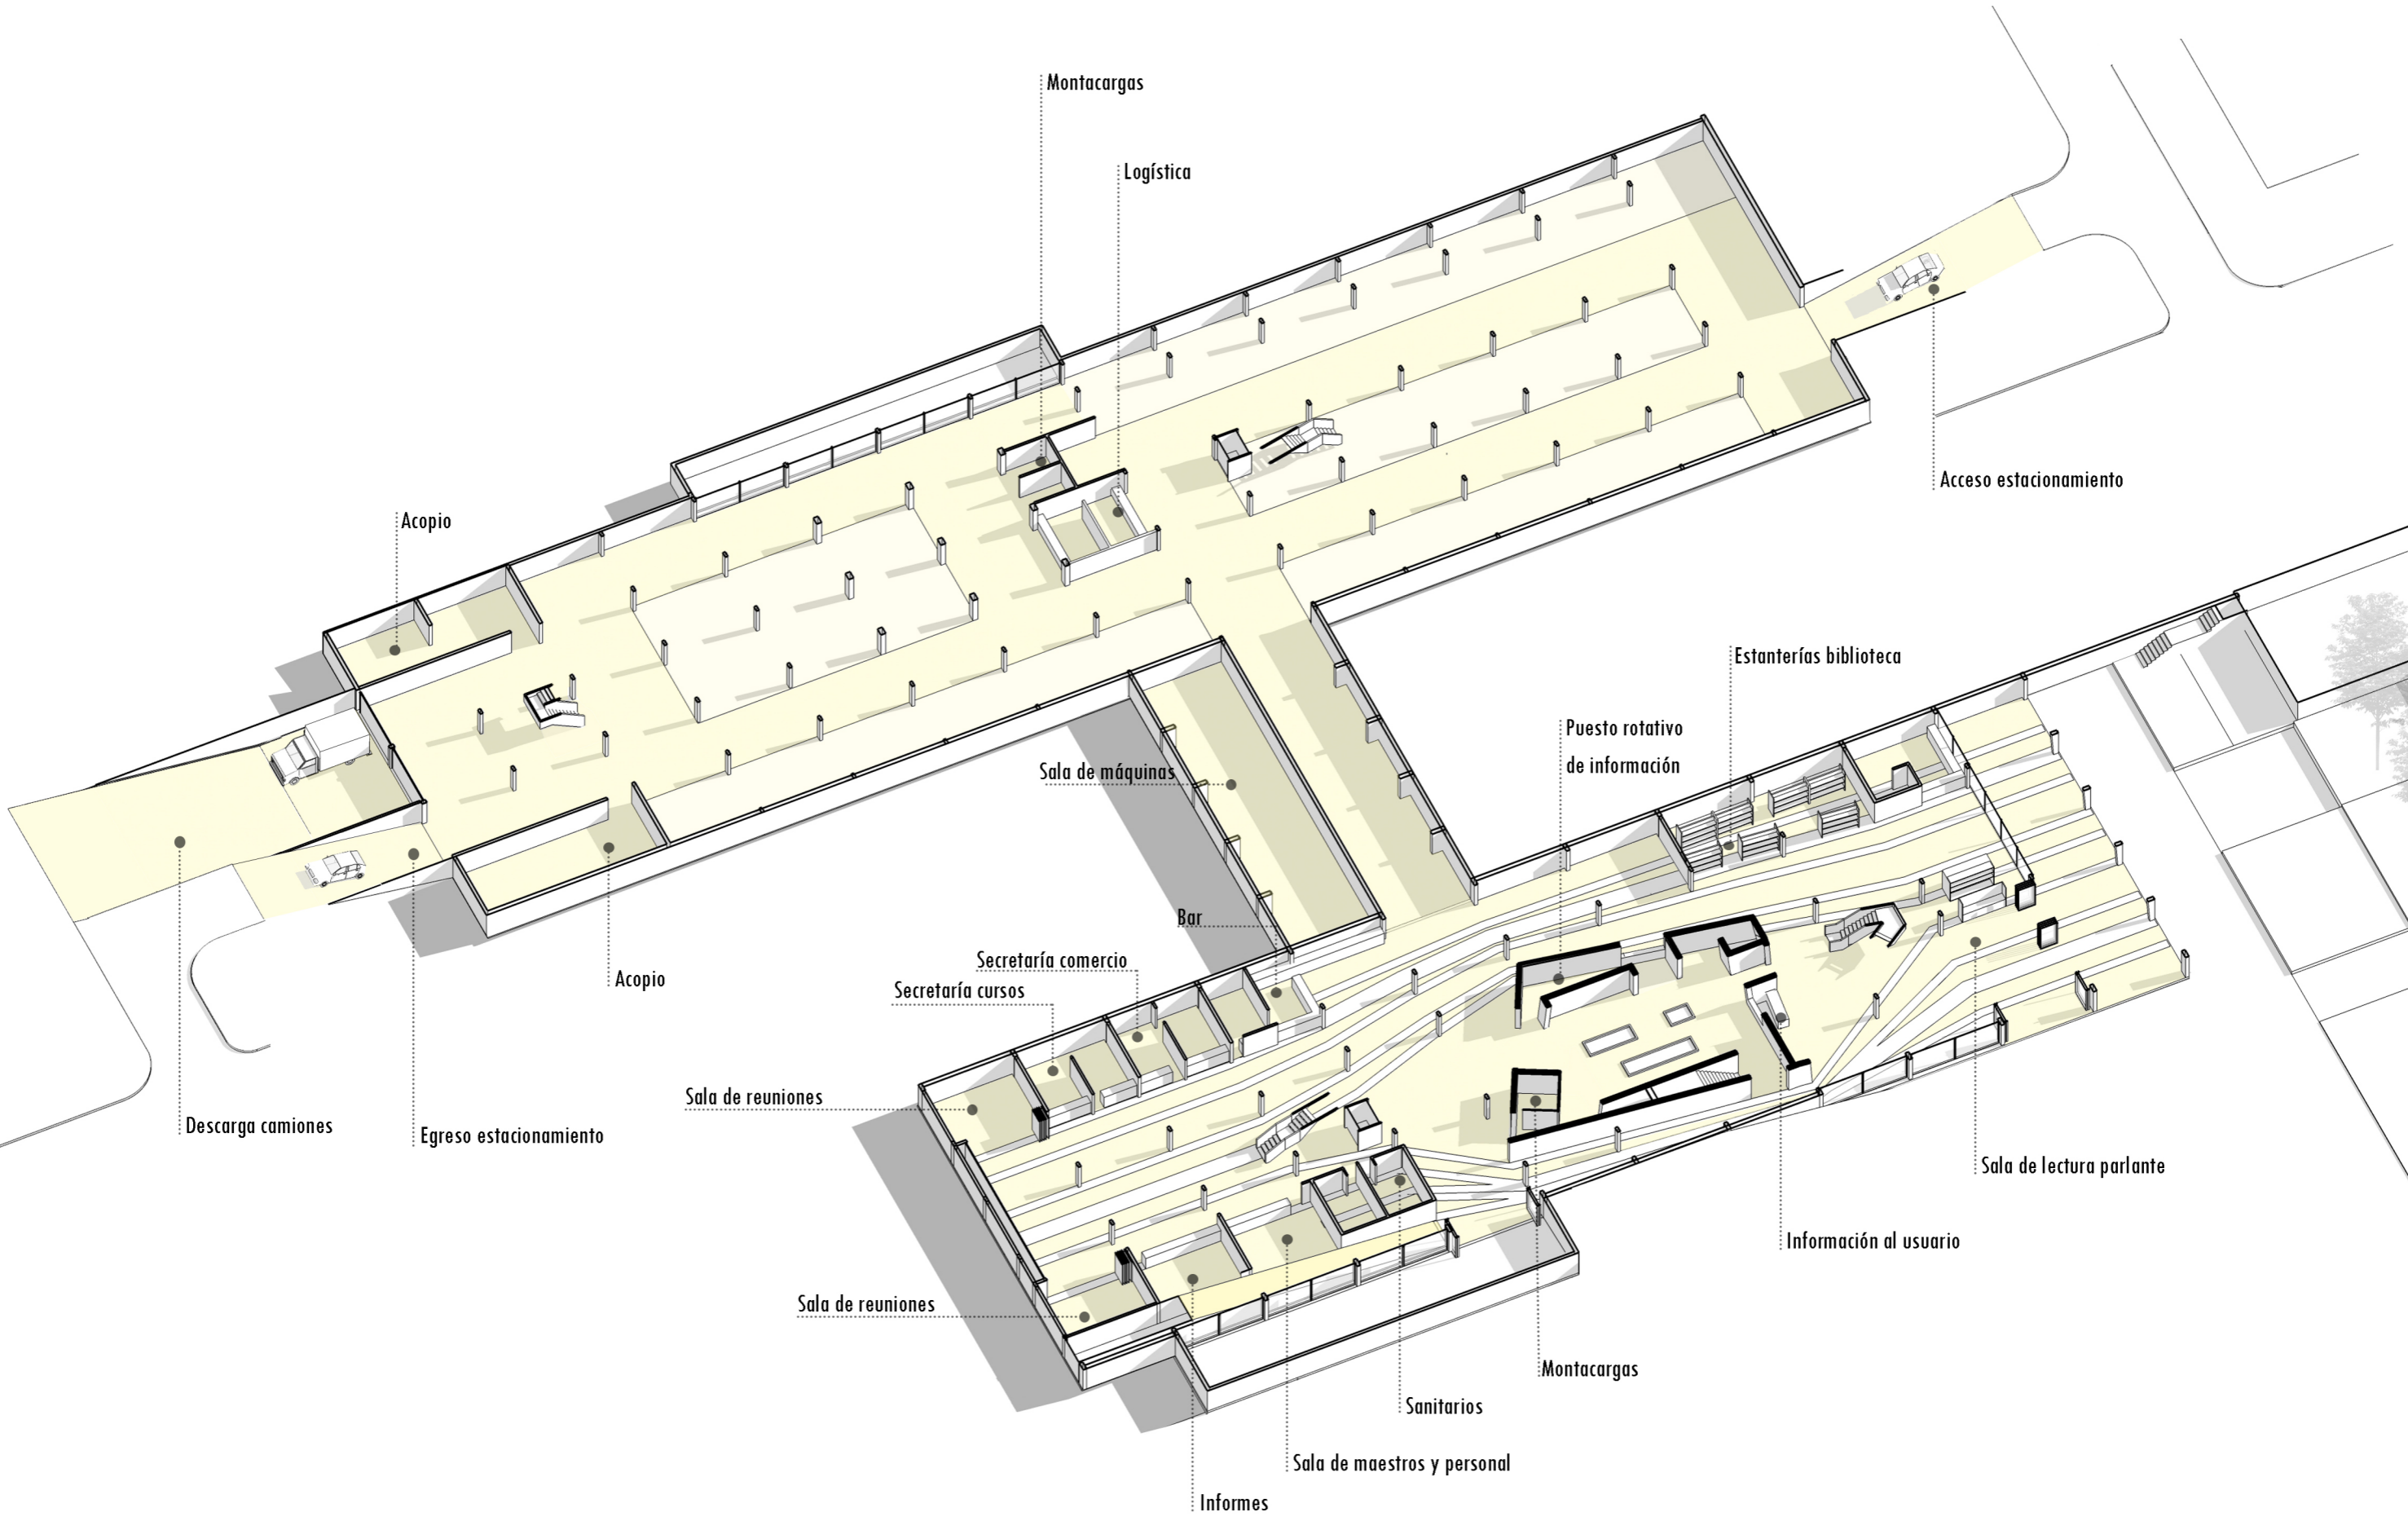 Montacargas
Logística
Acceso estacionamiento
Acopio
Estanterías biblioteca
Puesto rotativo
de información
Sala de máquinas
Bar
Secretaría comercio
Acopio
Secretaría cursos
Sala de reuniones
Descarga camiones
Egreso estacionamiento
Sala de lectura parlante
Información al usuario
Sala de reuniones
Montacargas
Sanitarios
Sala de maestros y personal
Informes